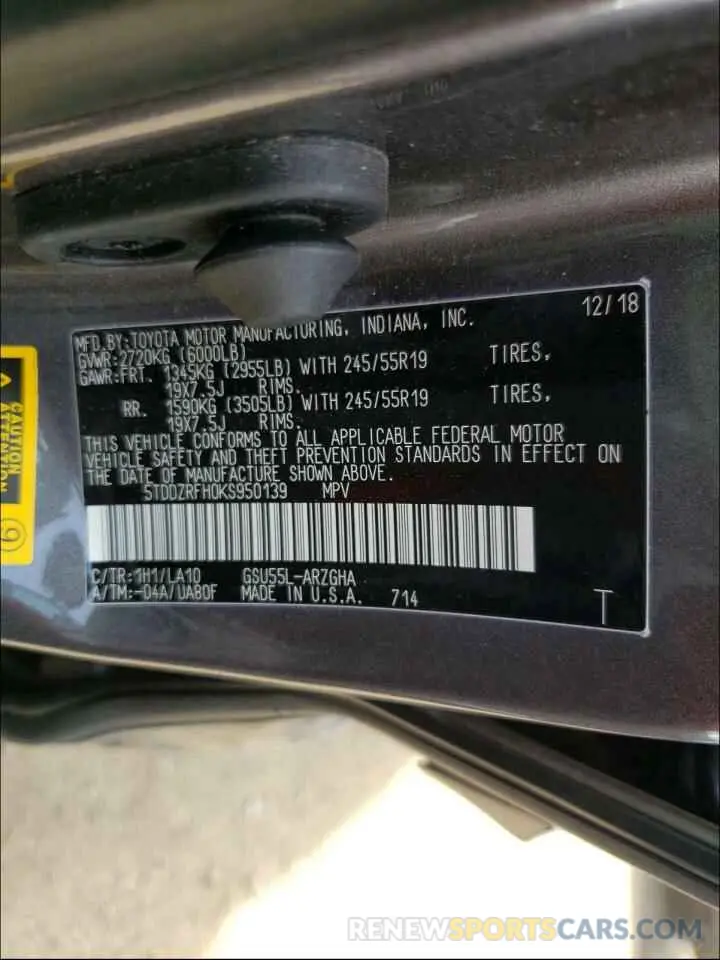 MFD.BY:TOYOTA MOTOR MANUFACTURING, INDIANA, INC. 12/18
GVWR:2720KG (6000LB)
GAWR:FRT. 1345KG (2955LB) WITH 245/55R19 TIRES,
19X7.5J RIMS.
RR. 1590KG (3505LB) WITH 245/55R19 TIRES,
19X7.5J RIMS.
THIS VEHICLE CONFORMS TO ALL APPLICABLE FEDERAL MOTOR
VEHICLE SAFETY AND THEFT PREVENTION STANDARDS IN EFFECT ON
THE DATE OF MANUFACTURE SHOWN ABOVE.
5TDDZRFH0KS950139 MPV
C/TR:1H1/LA10 GSU55L-ARZGHA
A/TM:-04A/UA80F MADE IN U.S.A. 714 T
CAUTION
ATTENTION
9
RENEWSPORTSCARS.COM